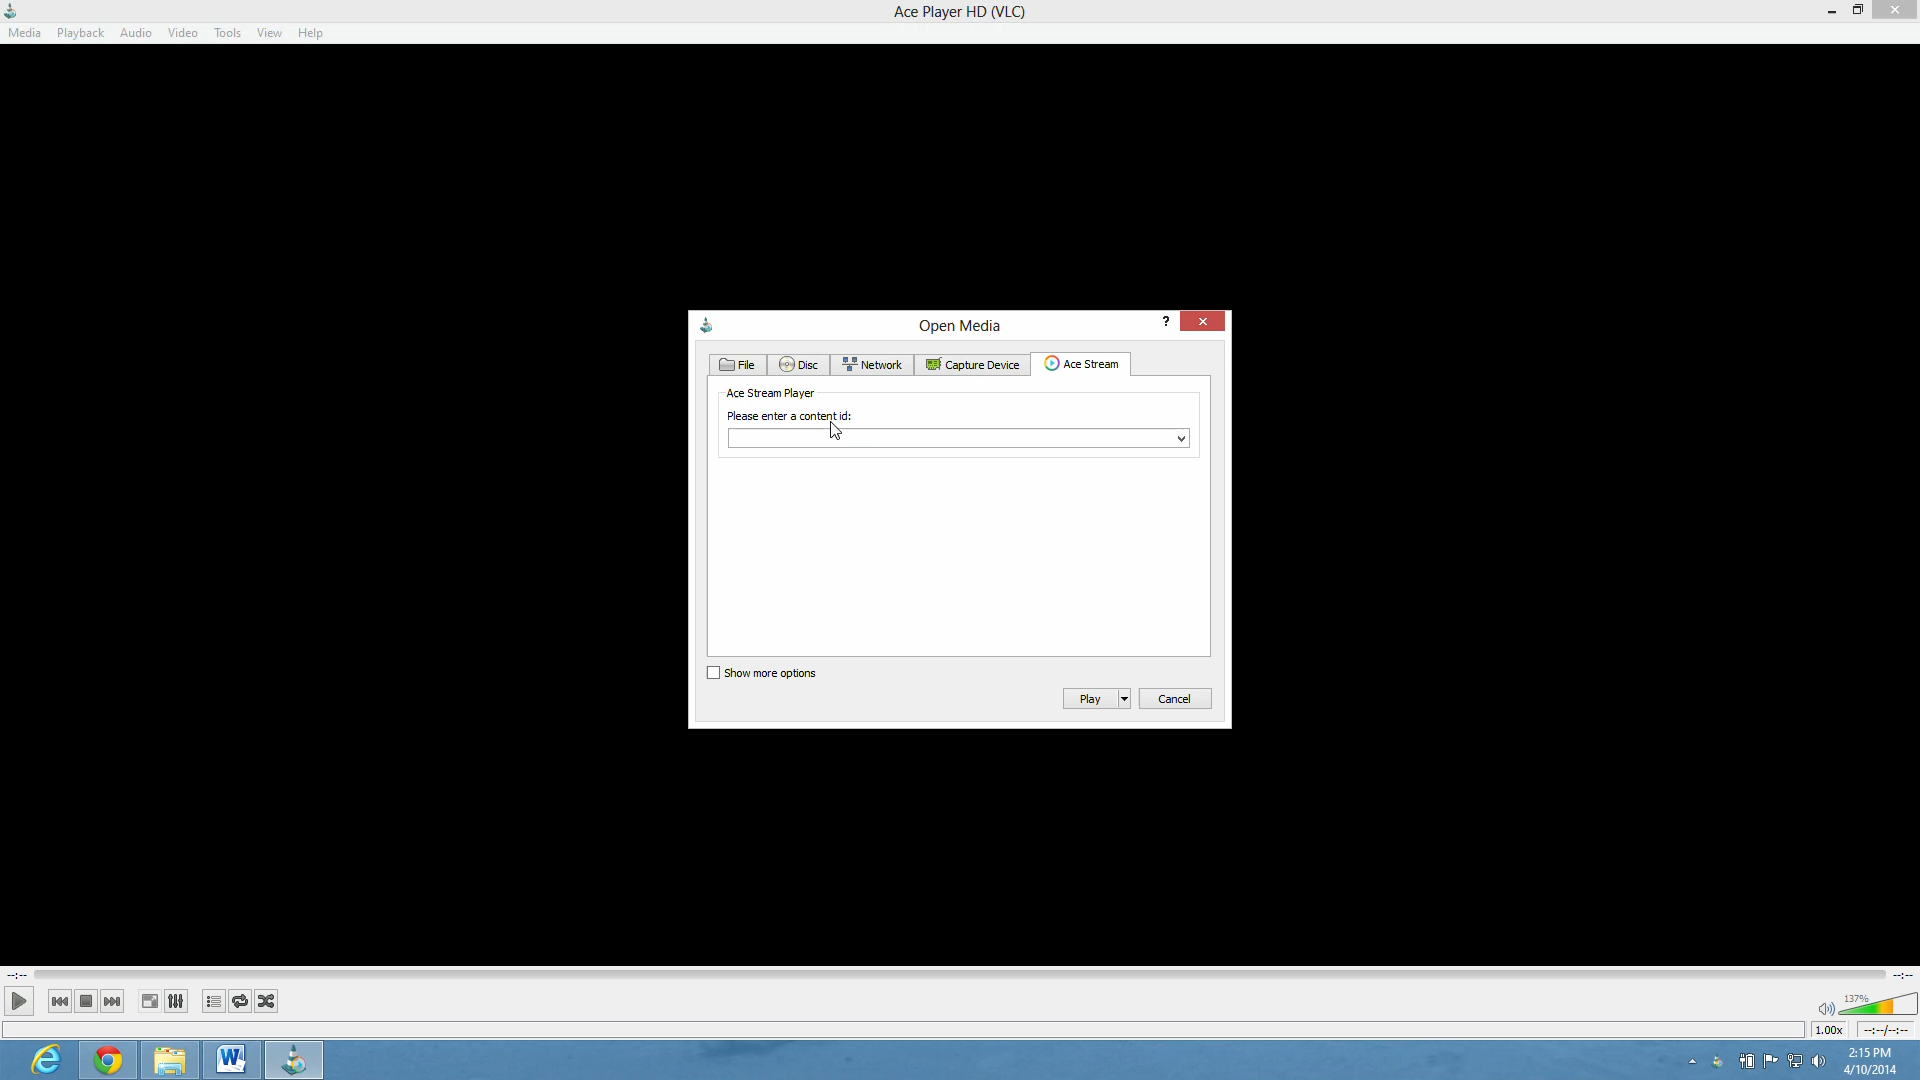 Ace Player HD (VLC)
Media Playback Audio Video Tools View Help
Open Media
?
File Disc Network Capture Device Ace Stream
Ace Stream Player
Please enter a content id:
Show more options
Play Cancel
--:-- --:--
137%
1.00x --:--/--:--
W
2:15 PM
4/10/2014